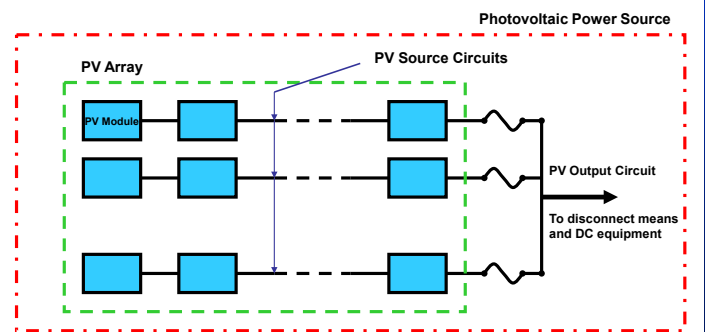 Photovoltaic Power Source
PV Source Circuits
PV Array
PV Module
PV Output Circuit
To disconnect means
and DC equipment